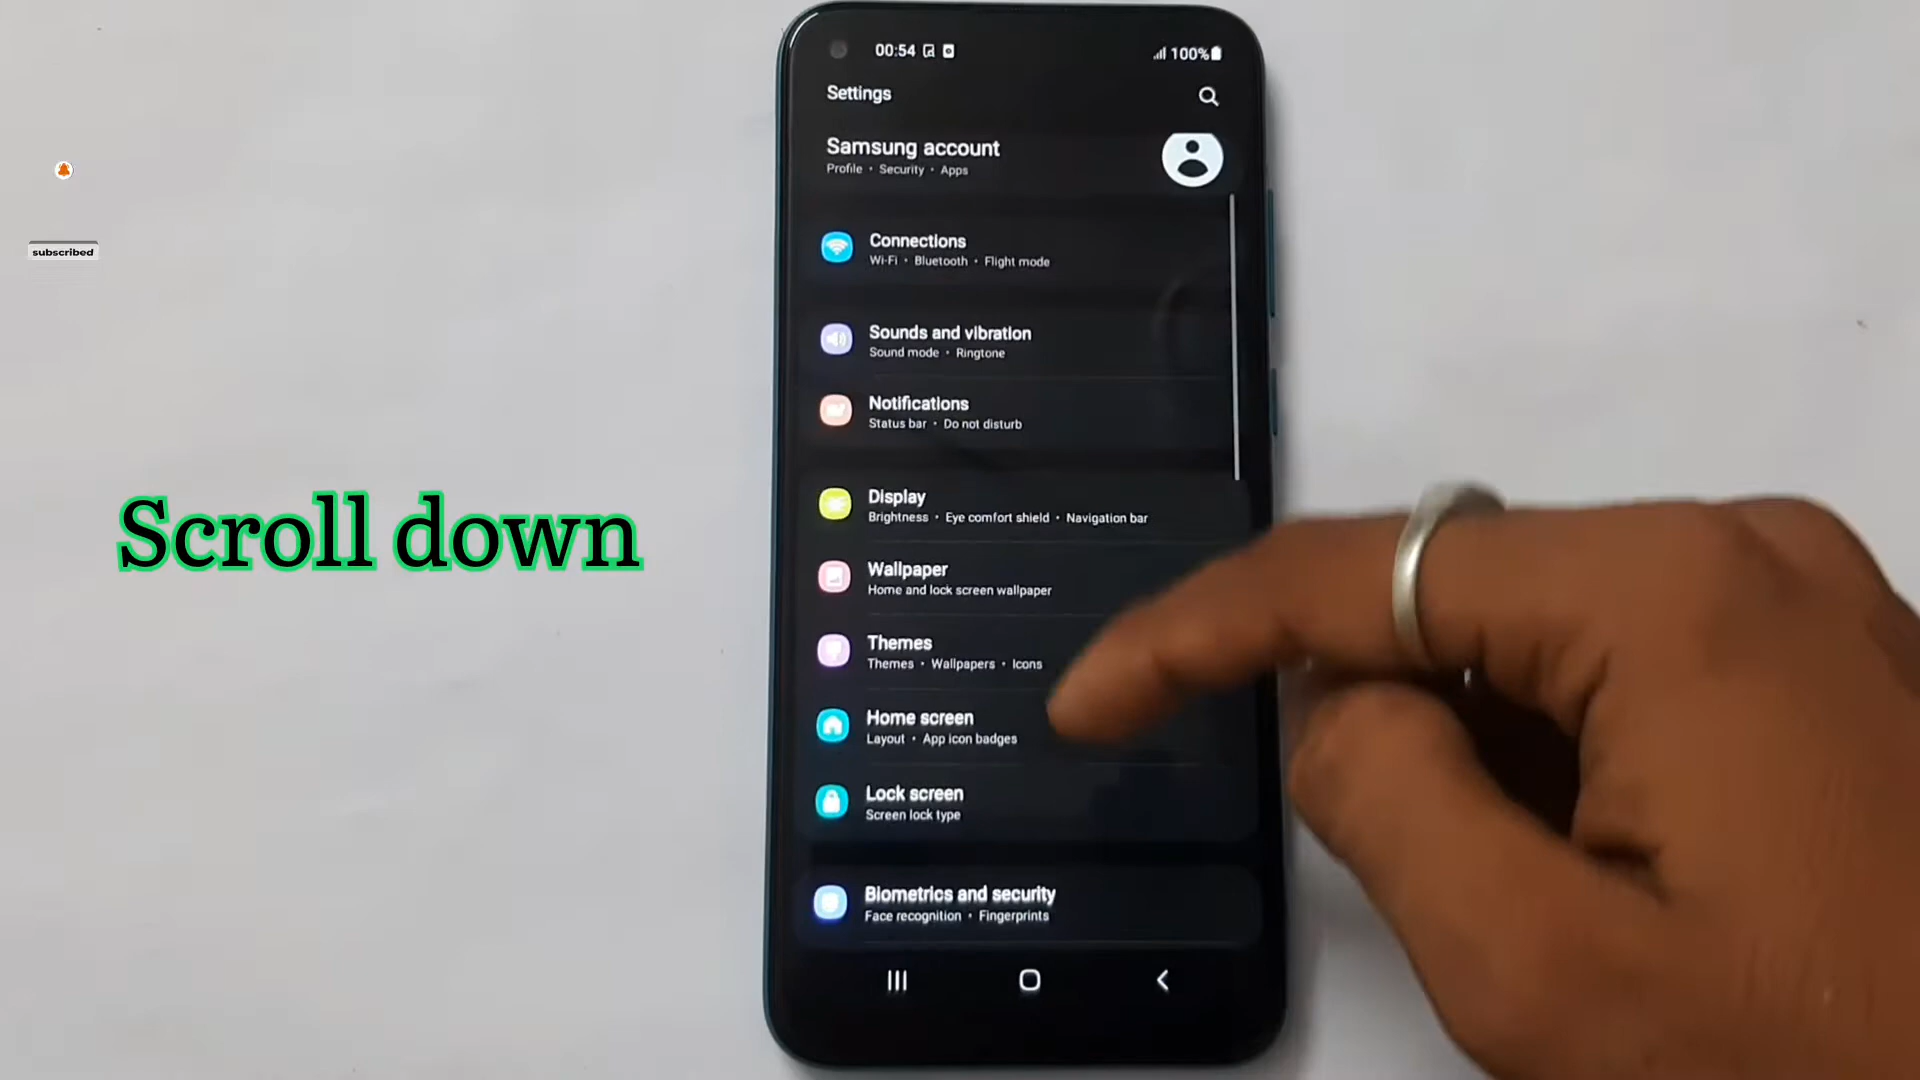 00:54
100%
Settings
Samsung account
Profile • Security • Apps
Connections
Wi-Fi • Bluetooth • Flight mode
Sounds and vibration
Sound mode • Ringtone
Notifications
Status bar • Do not disturb
Display
Brightness • Eye comfort shield • Navigation bar
Wallpaper
Home and lock screen wallpaper
Themes
Themes • Wallpapers • Icons
Home screen
Layout • App icon badges
Lock screen
Screen lock type
Biometrics and security
Face recognition • Fingerprints
subscribed
Scroll down